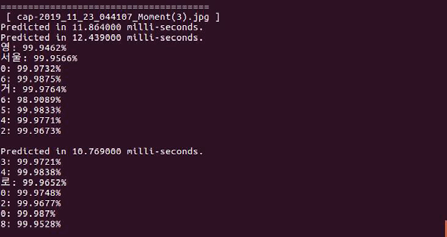 =====================================
[ cap-2019_11_23_044107_Moment(3).jpg ]
Predicted in 11.864000 milli-seconds.
Predicted in 12.439000 milli-seconds.
영: 99.9462%
서울: 99.9566%
0: 99.9732%
6: 99.9875%
거: 99.9764%
6: 98.9089%
5: 99.9833%
4: 99.9771%
2: 99.9673%

Predicted in 10.769000 milli-seconds.
3: 99.9721%
4: 99.9838%
로: 99.9652%
0: 99.9748%
2: 99.9677%
0: 99.987%
8: 99.9528%